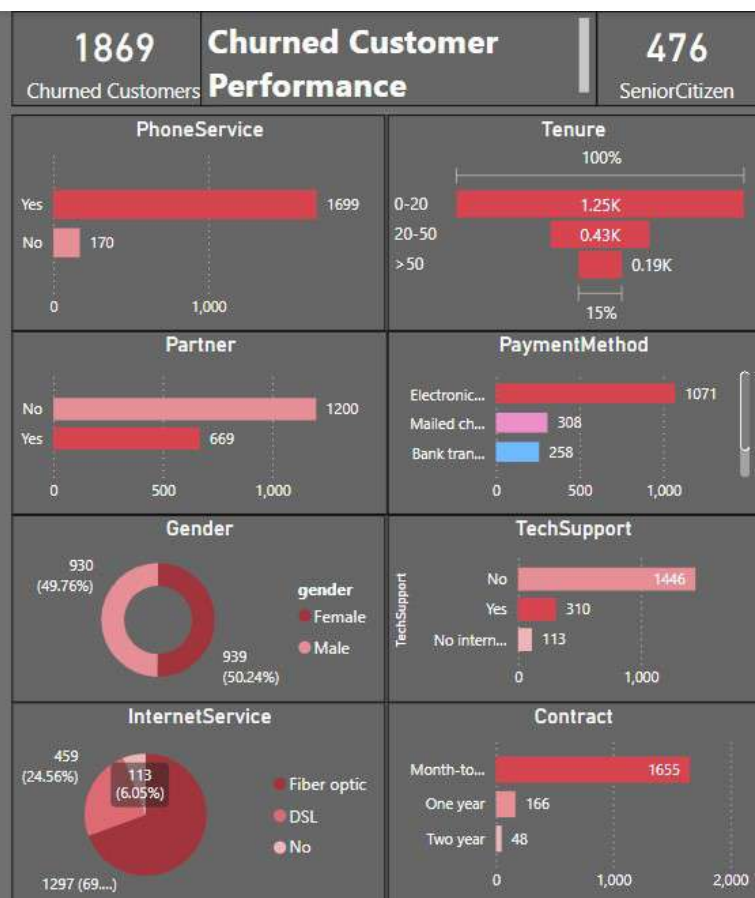 1869
Churned Customers
Churned Customer
Performance
476
SeniorCitizen
PhoneService
Yes 1699
No 170
0 1,000
Tenure
100%
0-20 1.25K
20-50 0.43K
>50 0.19K
15%
Partner
No 1200
Yes 669
0 500 1,000
PaymentMethod
Electronic... 1071
Mailed ch... 308
Bank tran... 258
0 500 1,000
Gender
930
(49.76%)
939
(50.24%)
gender
Female
Male
TechSupport
TechSupport
No 1446
Yes 310
No intern... 113
0 1,000
InternetService
459
(24.56%)
113
(6.05%)
1297 (69....)
Fiber optic
DSL
No
Contract
Month-to... 1655
One year 166
Two year 48
0 1,000 2,000